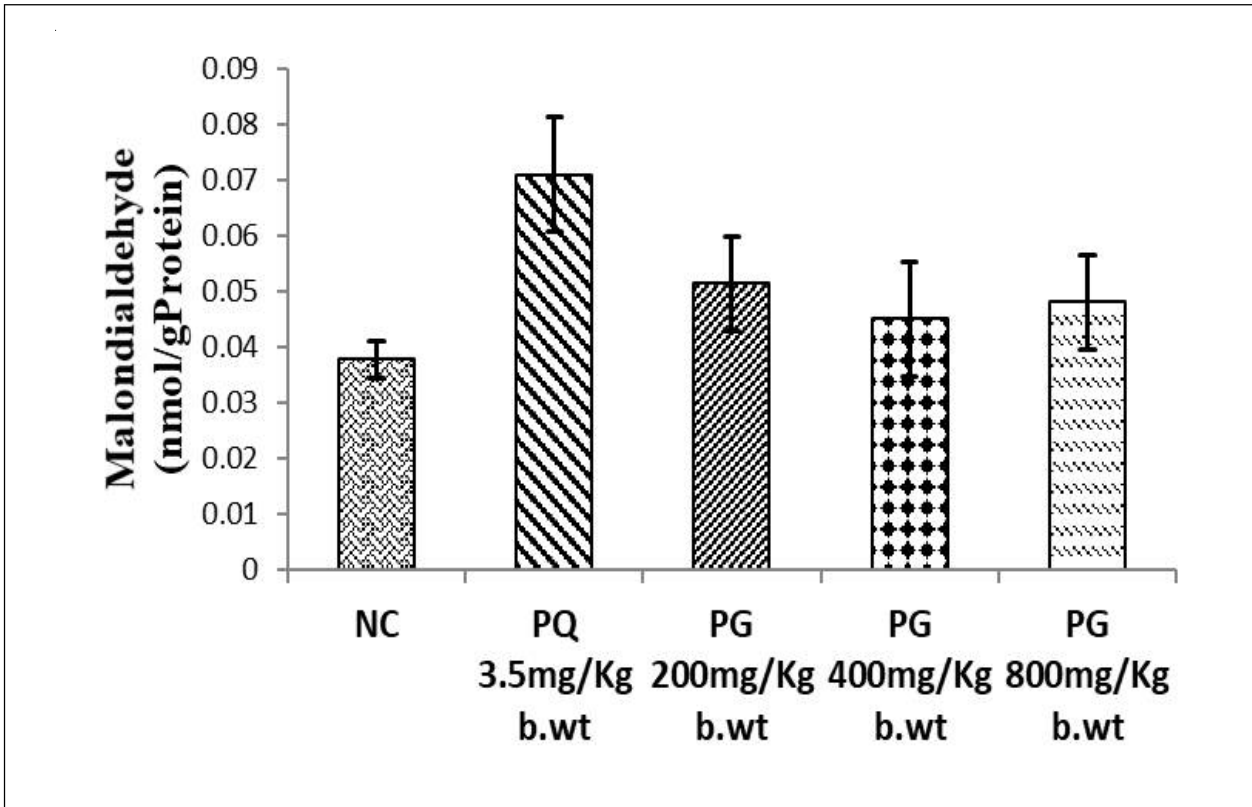 Malondialdehyde
(nmol/gProtein)
0.09
0.08
0.07
0.06
0.05
0.04
0.03
0.02
0.01
0
NC
PQ
3.5mg/Kg
b.wt
PG
200mg/Kg
b.wt
PG
400mg/Kg
b.wt
PG
800mg/Kg
b.wt